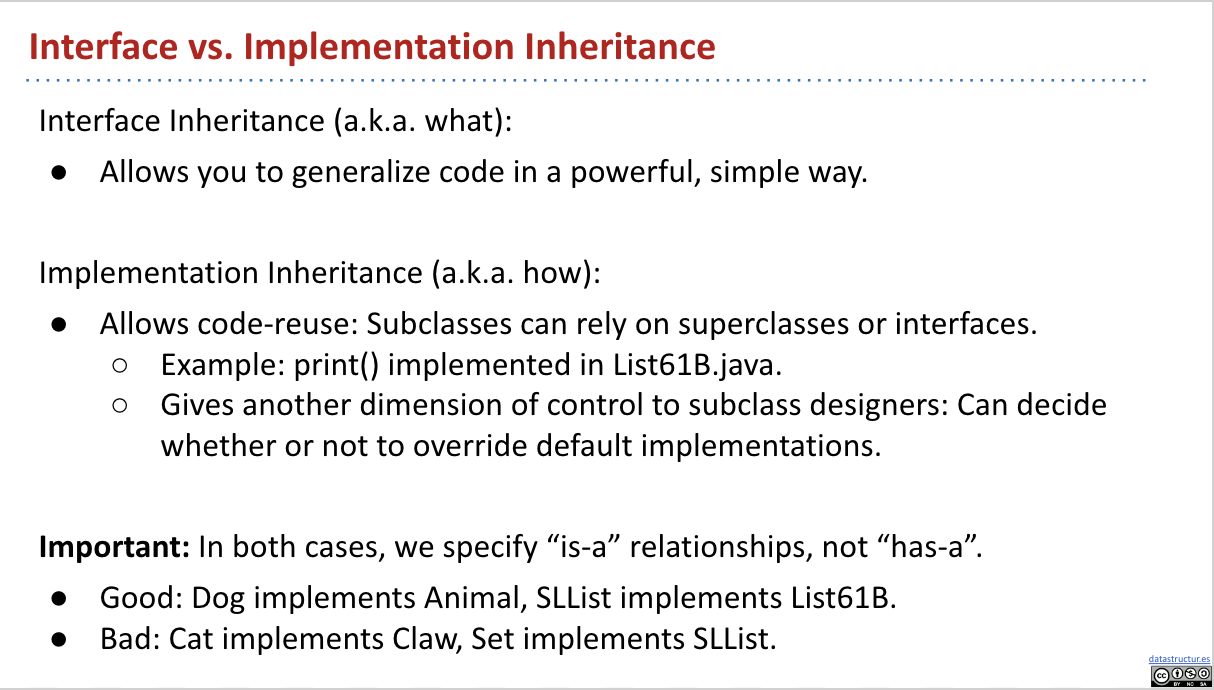 Interface vs. Implementation Inheritance
Interface Inheritance (a.k.a. what):
● Allows you to generalize code in a powerful, simple way.
Implementation Inheritance (a.k.a. how):
● Allows code-reuse: Subclasses can rely on superclasses or interfaces.
○ Example: print() implemented in List61B.java.
○ Gives another dimension of control to subclass designers: Can decide
whether or not to override default implementations.
Important: In both cases, we specify “is-a” relationships, not “has-a”.
● Good: Dog implements Animal, SLList implements List61B.
● Bad: Cat implements Claw, Set implements SLList.
datastructur.es
cc
BY NC SA